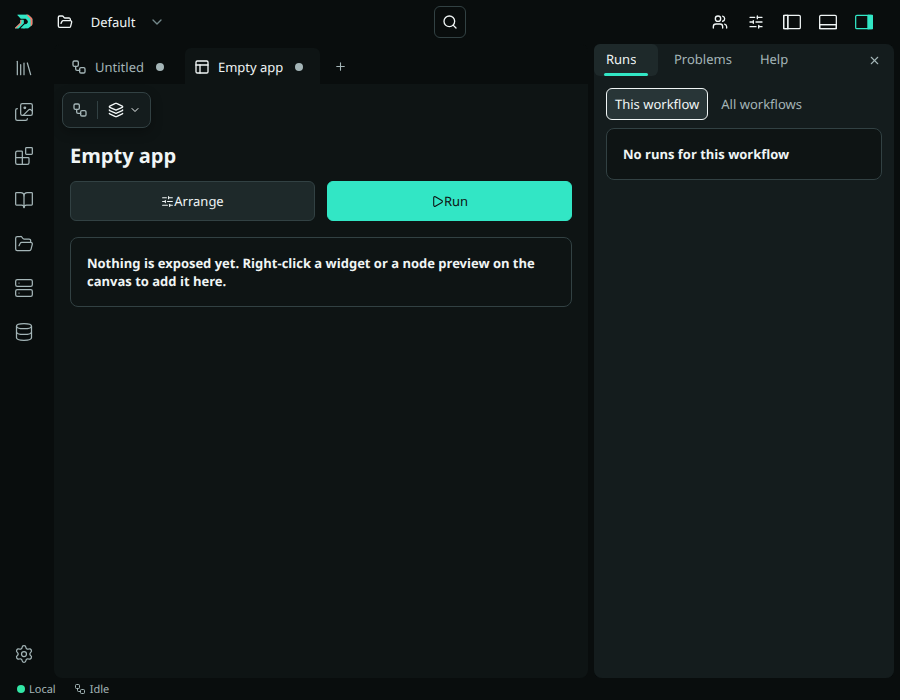 Default
Untitled
Empty app
Runs
Problems
Help
This workflow
All workflows
No runs for this workflow
Empty app
Arrange
Run
Nothing is exposed yet. Right-click a widget or a node preview on the
canvas to add it here.
Local
Idle